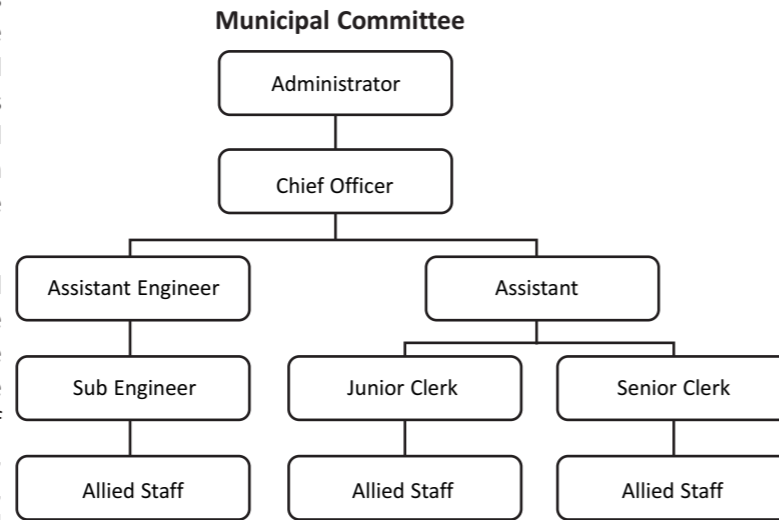 Municipal Committee
Administrator
Chief Officer
Assistant Engineer
Assistant
Sub Engineer
Junior Clerk
Senior Clerk
Allied Staff
Allied Staff
Allied Staff